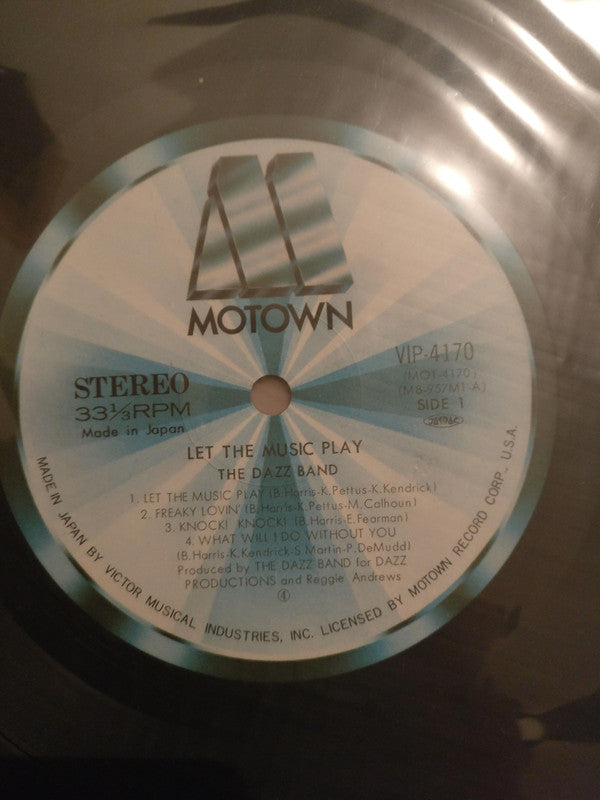 MOTOWN
VIP-4170
(MOT-4170)
(M8-957M1-A)
SIDE 1
STEREO
33⅓RPM
Made in Japan
LET THE MUSIC PLAY
THE DAZZ BAND
1. LET THE MUSIC PLAY (B.Harris-K.Pettus-K.Kendrick)
2. FREAKY LOVIN' (B.Harris-K.Pettus-M.Calhoun)
3. KNOCK! KNOCK! (B.Harris-E.Fearman)
4. WHAT WILL I DO WITHOUT YOU
(B.Harris-K.Kendrick-S.Martin-P.DeMudd)
Produced by THE DAZZ BAND for DAZZ
PRODUCTIONS and Reggie Andrews
④
MADE IN JAPAN BY VICTOR MUSICAL INDUSTRIES, INC. LICENSED BY MOTOWN RECORD CORP., U.S.A.